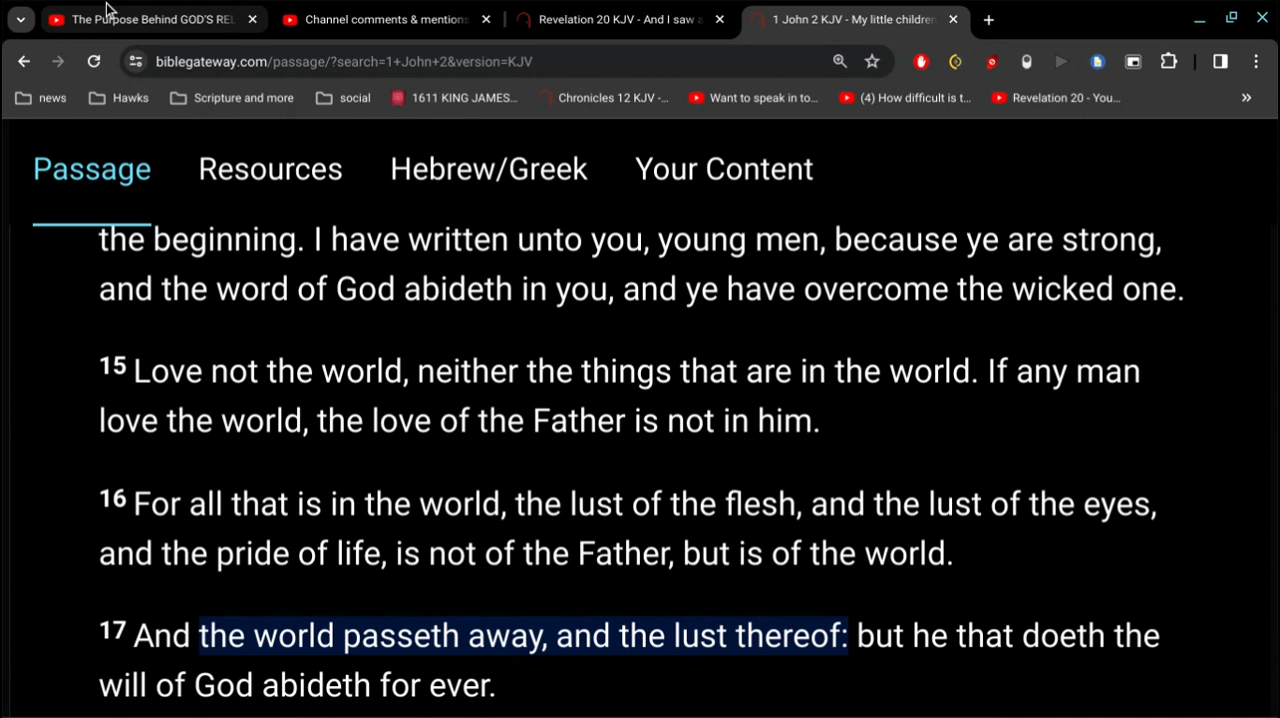 The Purpose Behind GOD'S REL
Channel comments & mentions
Revelation 20 KJV - And I saw a
1 John 2 KJV - My little children
biblegateway.com/passage/?search=1+John+2&version=KJV
news
Hawks
Scripture and more
social
1611 KING JAMES...
Chronicles 12 KJV -...
Want to speak in to...
(4) How difficult is t...
Revelation 20 - You...
Passage Resources Hebrew/Greek Your Content
the beginning. I have written unto you, young men, because ye are strong,
and the word of God abideth in you, and ye have overcome the wicked one.
15 Love not the world, neither the things that are in the world. If any man
love the world, the love of the Father is not in him.
16 For all that is in the world, the lust of the flesh, and the lust of the eyes,
and the pride of life, is not of the Father, but is of the world.
17 And the world passeth away, and the lust thereof: but he that doeth the
will of God abideth for ever.